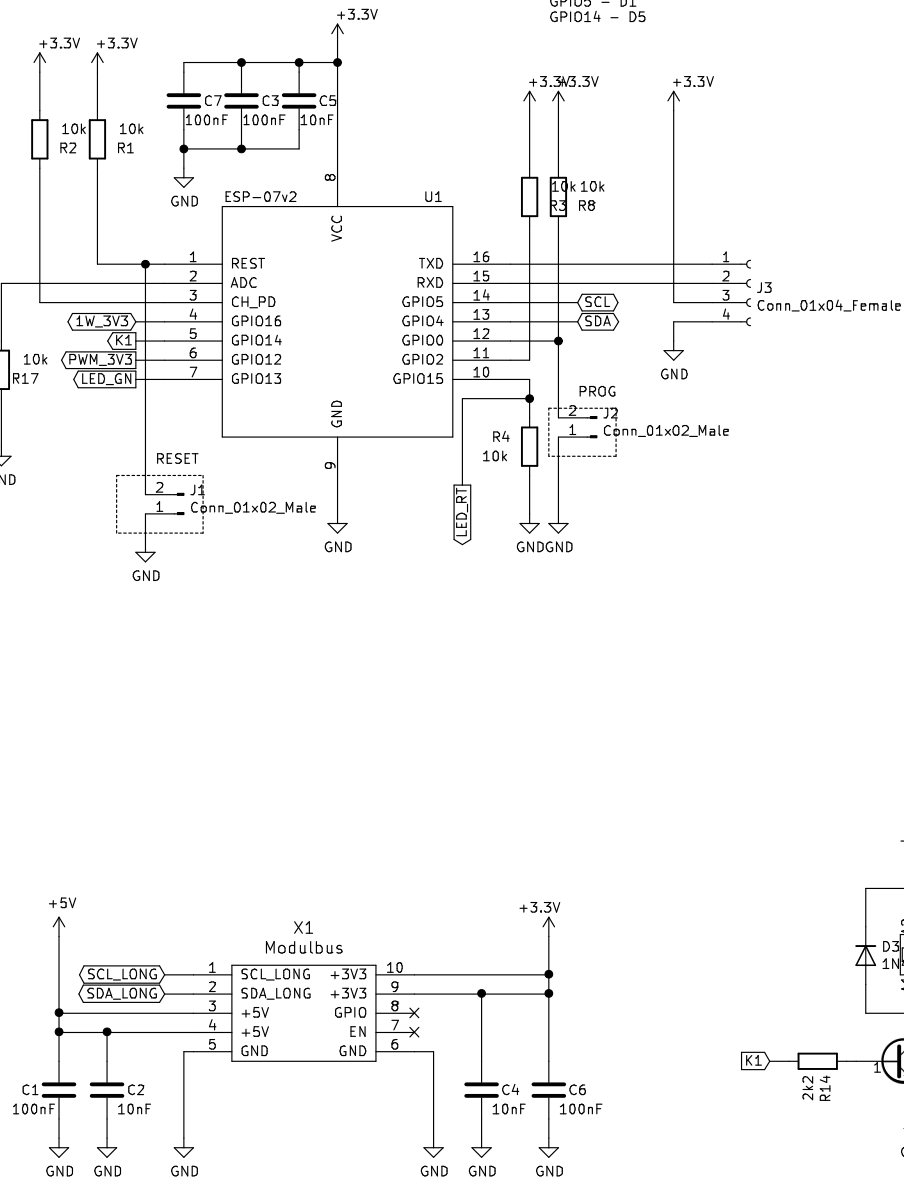 GPIO5 - D1
GPIO14 - D5
+3.3V
+3.3V +3.3V
+3.3V +3.3V +3.3V
C7 C3 C5
100nF 100nF 10nF
10k 10k
R2 R1
GND
8
10k 10k
R3 R8
ESP-07v2 U1
VCC
1 REST TXD 16 1
2 ADC RXD 15 2
3 CH_PD GPIO5 14 SCL 3
J3
Conn_01x04_Female
1W_3V3 4 GPIO16 GPIO4 13 SDA 4
K1 5 GPIO14 GPIO0 12
PWM_3V3 6 GPIO12 GPIO2 11
LED_GN 7 GPIO13 GPIO15 10
10k
R17
GND
PROG
GND
2 J2
1 Conn_01x02_Male
R4
10k
9
RESET
ND
2 J1
1 Conn_01x02_Male
LED_RT
GND
GND GND
GND
+5V
+3.3V
X1
Modulbus
SCL_LONG 1 SCL_LONG +3V3 10
SDA_LONG 2 SDA_LONG +3V3 9
3 +5V GPIO 8
4 +5V EN 7
5 GND GND 6
D3
1N
K1
1
2k2
R14
C1 C2 C4 C6
100nF 10nF 10nF 100nF
GND GND GND GND GND GND